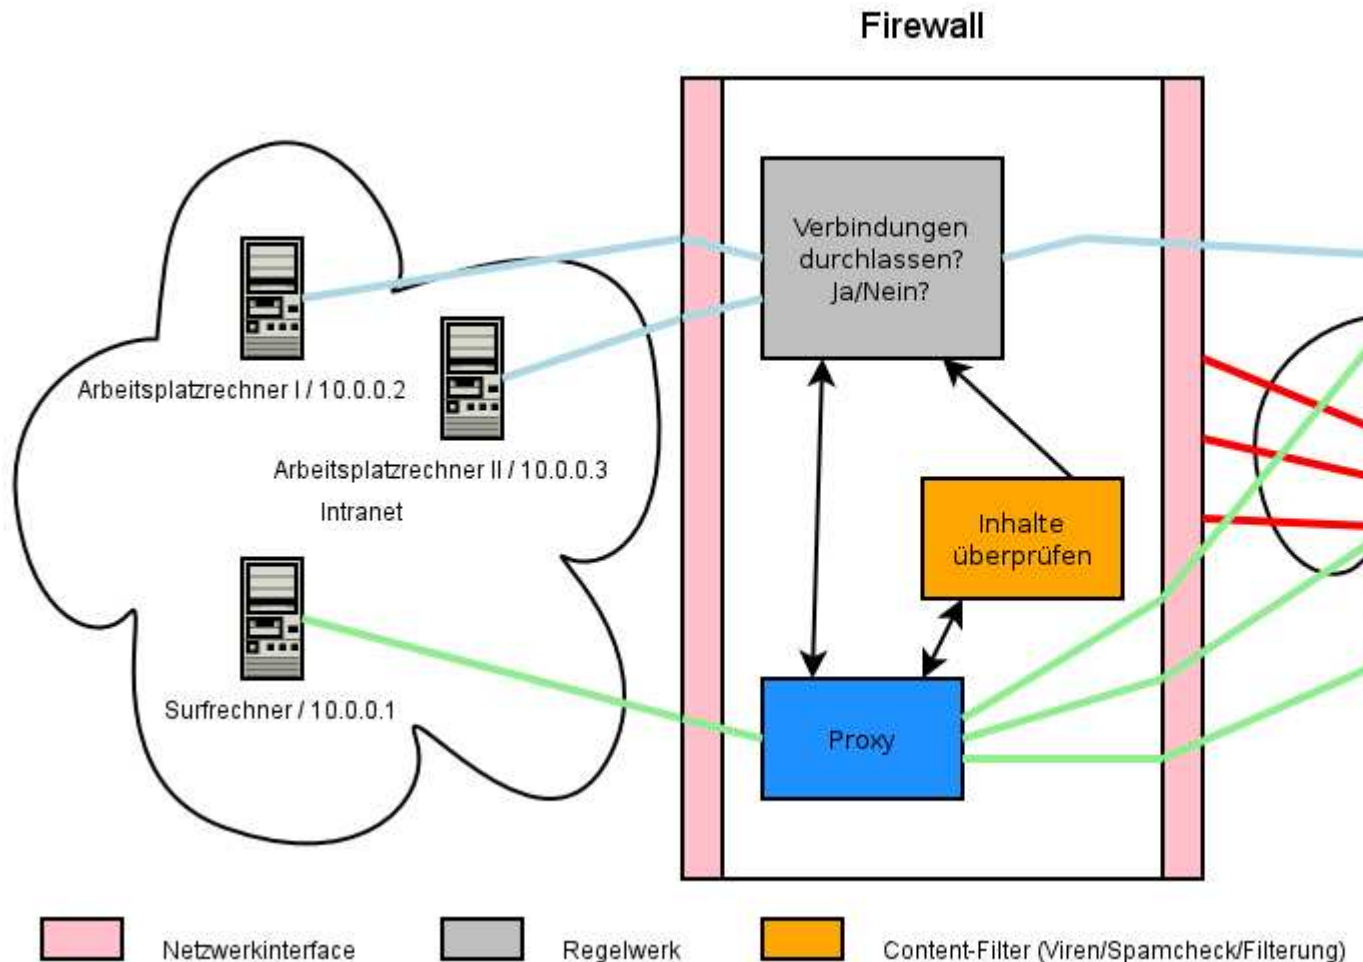 Firewall
Verbindungen
durchlassen?
Ja/Nein?
Arbeitsplatzrechner I / 10.0.0.2
Arbeitsplatzrechner II / 10.0.0.3
Intranet
Inhalte
überprüfen
Surfrechner / 10.0.0.1
Proxy
Netzwerkinterface
Regelwerk
Content-Filter (Viren/Spamcheck/Filterung)